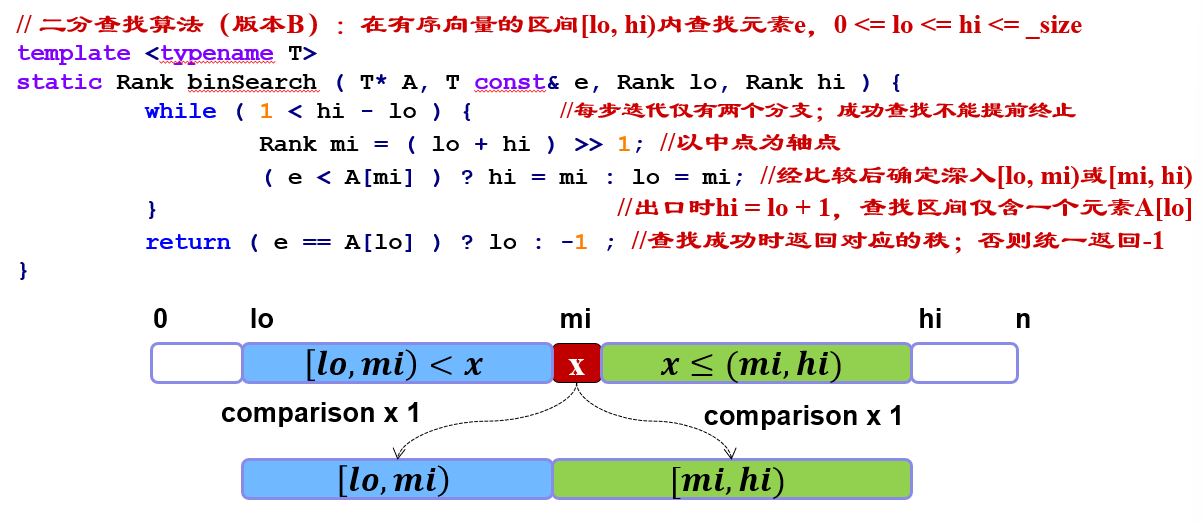 // 二分查找算法（版本B）：在有序向量的区间[lo, hi)内查找元素e，0 <= lo <= hi <= _size
template <typename T>
static Rank binSearch ( T* A, T const& e, Rank lo, Rank hi ) {
while ( 1 < hi - lo ) { //每步迭代仅有两个分支；成功查找不能提前终止
Rank mi = ( lo + hi ) >> 1; //以中点为轴点
( e < A[mi] ) ? hi = mi : lo = mi; //经比较后确定深入[lo, mi)或[mi, hi)
} //出口时hi = lo + 1，查找区间仅含一个元素A[lo]
return ( e == A[lo] ) ? lo : -1 ; //查找成功时返回对应的秩；否则统一返回-1
}
0 lo mi hi n
[lo, mi) < x x x ≤ (mi, hi)
comparison x 1 comparison x 1
[lo, mi) [mi, hi)